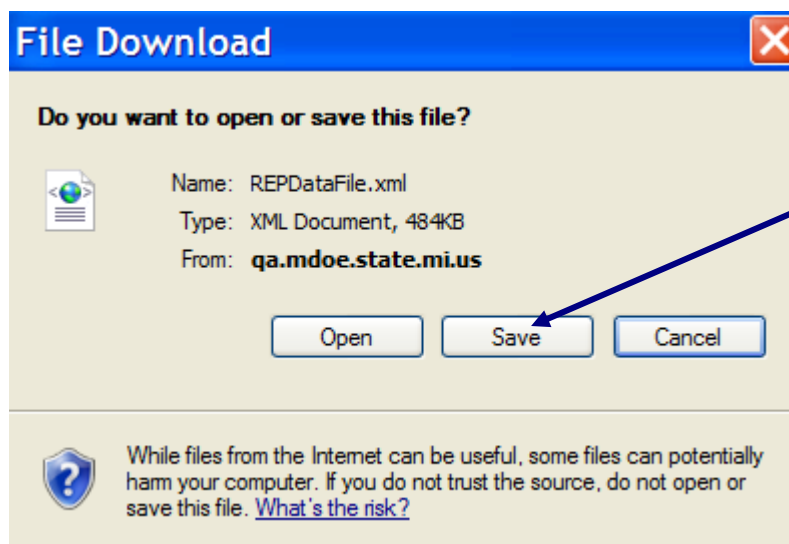 File Download
Do you want to open or save this file?
Name: REPDataFile.xml
Type: XML Document, 484KB
From: qa.mdoe.state.mi.us
Open Save Cancel
While files from the Internet can be useful, some files can potentially
harm your computer. If you do not trust the source, do not open or
save this file. What's the risk?